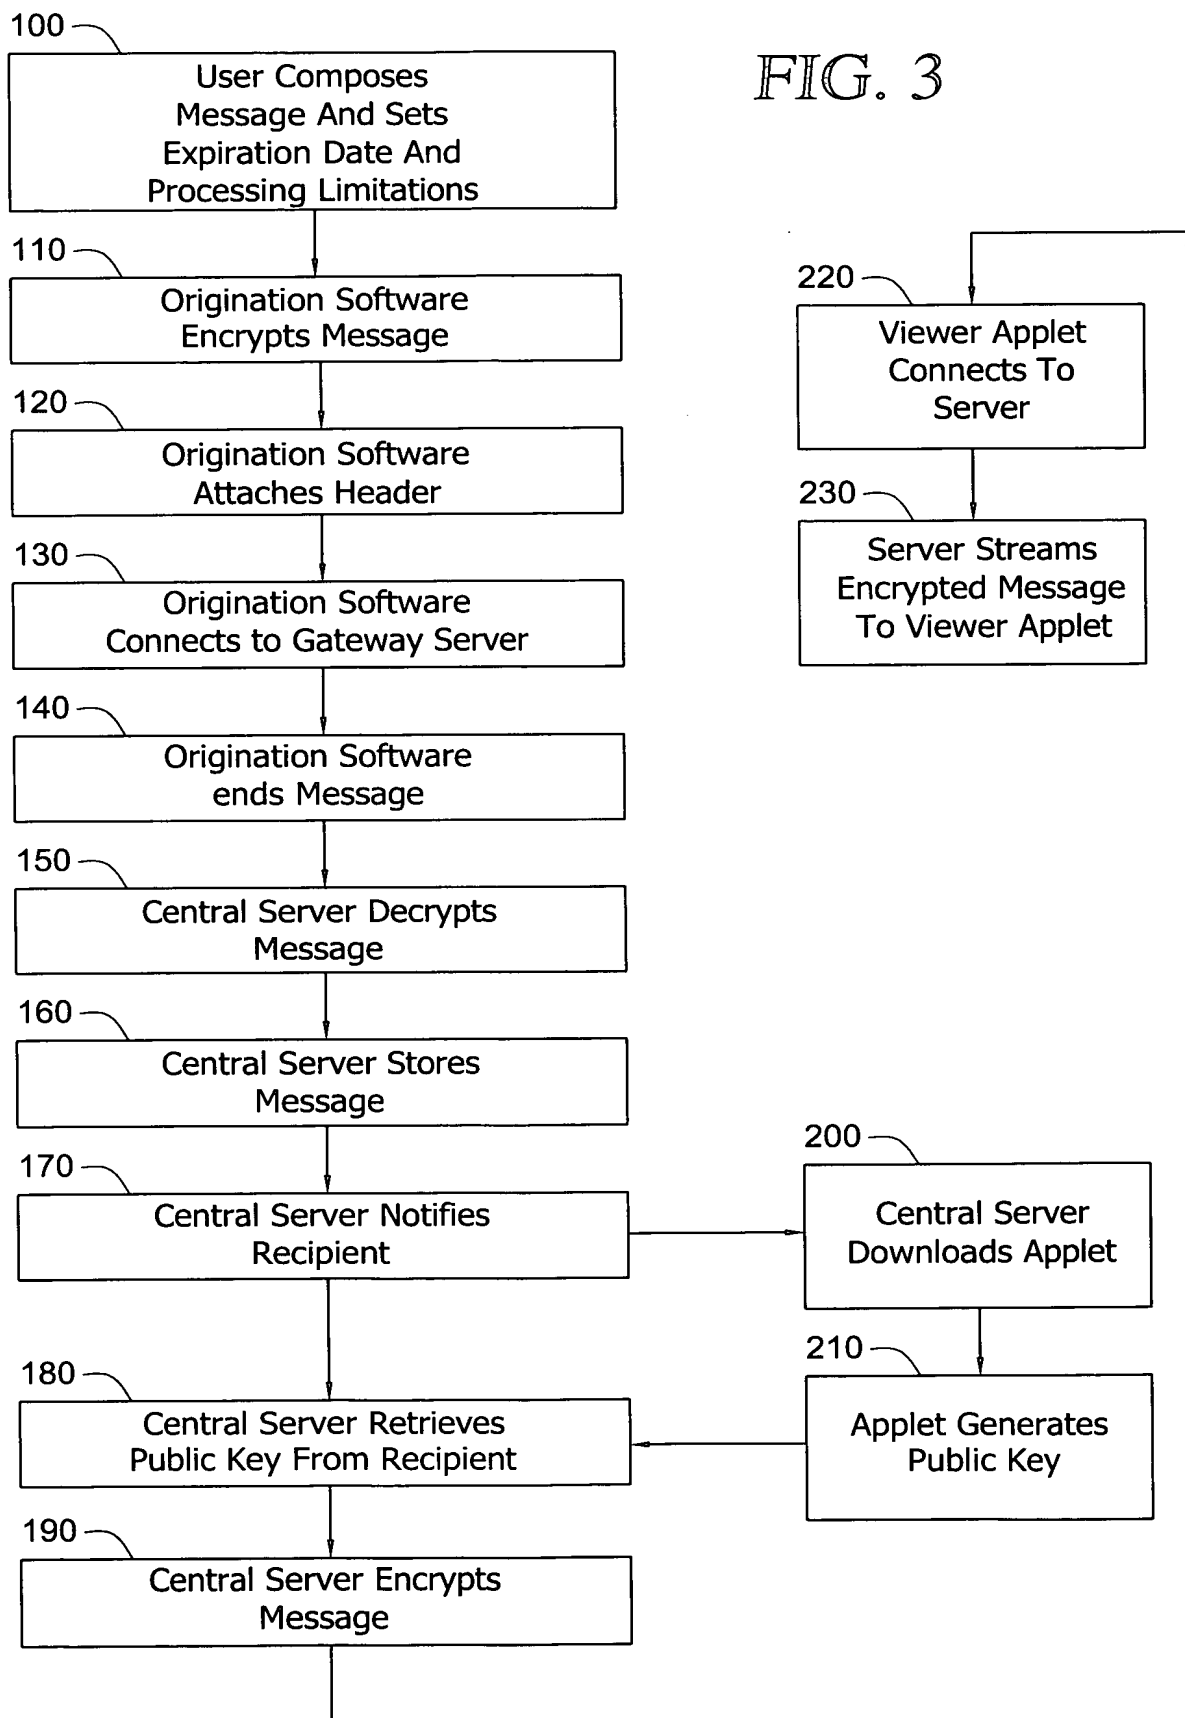 FIG. 3
100
User Composes
Message And Sets
Expiration Date And
Processing Limitations
110
Origination Software
Encrypts Message
120
Origination Software
Attaches Header
130
Origination Software
Connects to Gateway Server
140
Origination Software
ends Message
150
Central Server Decrypts
Message
160
Central Server Stores
Message
170
Central Server Notifies
Recipient
180
Central Server Retrieves
Public Key From Recipient
190
Central Server Encrypts
Message
200
Central Server
Downloads Applet
210
Applet Generates
Public Key
220
Viewer Applet
Connects To
Server
230
Server Streams
Encrypted Message
To Viewer Applet